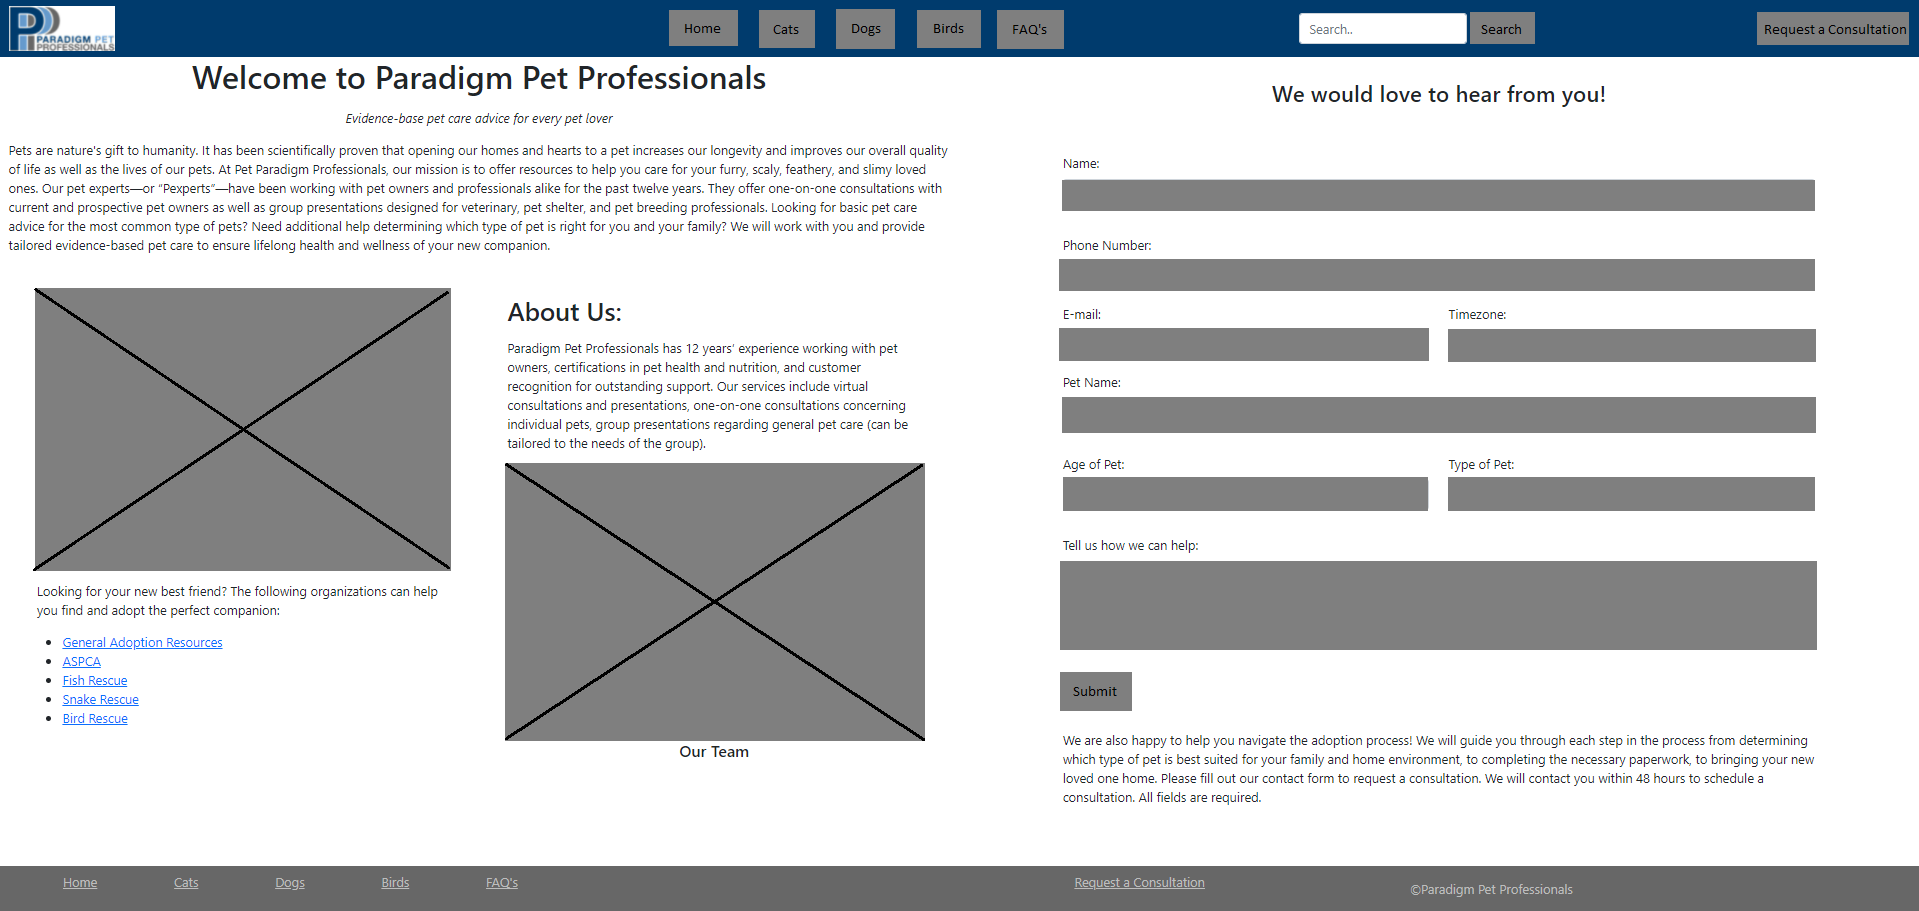 PARADIGM PET
PROFESSIONALS
Home
Cats
Dogs
Birds
FAQ's
Search..
Search
Request a Consultation
Welcome to Paradigm Pet Professionals
Evidence-base pet care advice for every pet lover
Pets are nature's gift to humanity. It has been scientifically proven that opening our homes and hearts to a pet increases our longevity and improves our overall quality
of life as well as the lives of our pets. At Pet Paradigm Professionals, our mission is to offer resources to help you care for your furry, scaly, feathery, and slimy loved
ones. Our pet experts—or “Pexperts”—have been working with pet owners and professionals alike for the past twelve years. They offer one-on-one consultations with
current and prospective pet owners as well as group presentations designed for veterinary, pet shelter, and pet breeding professionals. Looking for basic pet care
advice for the most common type of pets? Need additional help determining which type of pet is right for you and your family? We will work with you and provide
tailored evidence-based pet care to ensure lifelong health and wellness of your new companion.
Looking for your new best friend? The following organizations can help
you find and adopt the perfect companion:
General Adoption Resources
ASPCA
Fish Rescue
Snake Rescue
Bird Rescue
About Us:
Paradigm Pet Professionals has 12 years' experience working with pet
owners, certifications in pet health and nutrition, and customer
recognition for outstanding support. Our services include virtual
consultations and presentations, one-on-one consultations concerning
individual pets, group presentations regarding general pet care (can be
tailored to the needs of the group).
Our Team
We would love to hear from you!
Name:
Phone Number:
E-mail:
Timezone:
Pet Name:
Age of Pet:
Type of Pet:
Tell us how we can help:
Submit
We are also happy to help you navigate the adoption process! We will guide you through each step in the process from determining
which type of pet is best suited for your family and home environment, to completing the necessary paperwork, to bringing your new
loved one home. Please fill out our contact form to request a consultation. We will contact you within 48 hours to schedule a
consultation. All fields are required.
Home
Cats
Dogs
Birds
FAQ's
Request a Consultation
©Paradigm Pet Professionals